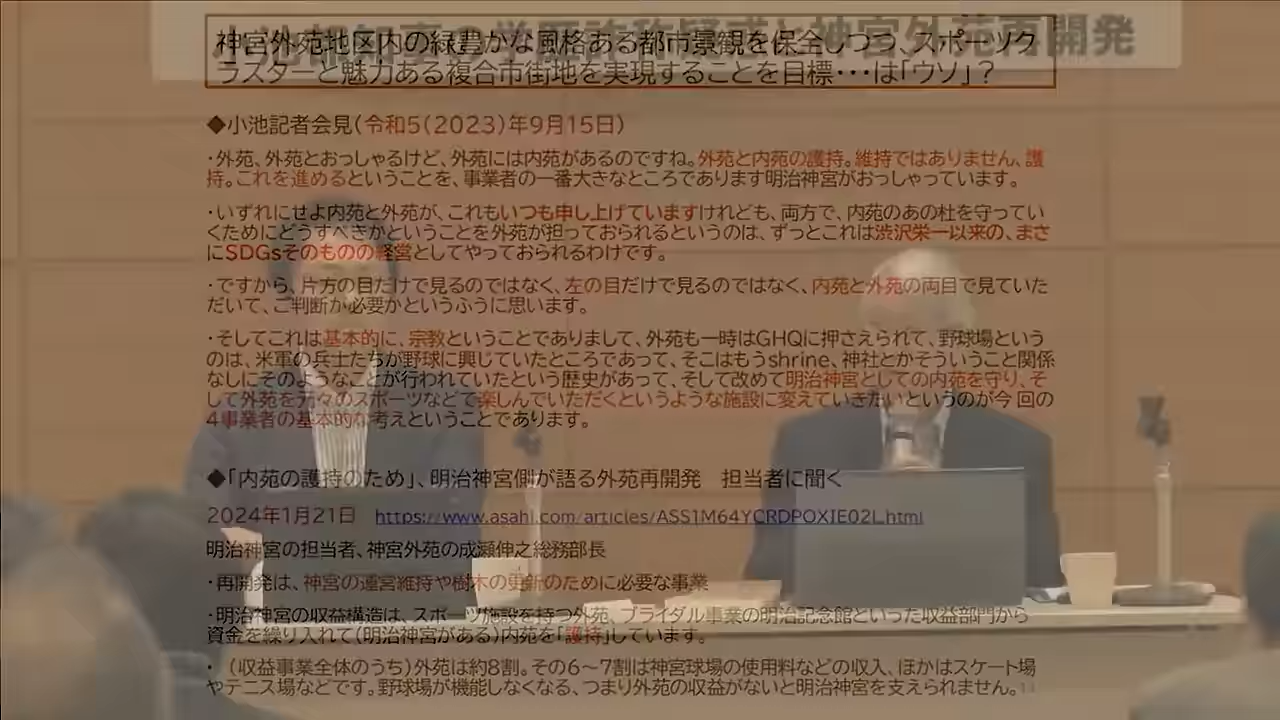 小池都知事の学歴詐称疑惑と神宮外苑再開発
神宮外苑地区内の緑豊かな風格ある都市景観を保全しつつ、スポーツク
ラスターと魅力ある複合市街地を実現することを目標・・・は「ウソ」？
◆小池記者会見（令和5（2023）年9月15日）
・外苑、外苑とおっしゃるけど、外苑には内苑があるのですね。外苑と内苑の護持。維持ではありません、護
持。これを進めるということを、事業者の一番大きなところであります明治神宮がおっしゃっています。
・いずれにせよ内苑と外苑が、これもいつも申し上げていますけれども、両方で、内苑のあの杜を守ってい
くためにどうすべきかということを外苑が担っておられるというのは、ずっとこれは渋沢栄一以来の、まさ
にSDGsそのものの経営としてやっておられるわけです。
・ですから、片方の目だけで見るのではなく、左の目だけで見るのではなく、内苑と外苑の両目で見ていた
だいて、ご判断が必要かというふうに思います。
・そしてこれは基本的に、宗教ということでありまして、外苑も一時はGHQに押さえられて、野球場という
のは、米軍の兵士たちが野球に興じていたところであって、そこはもうshrine、神社とかそういうこと関係
なしにそのようなことが行われていたという歴史があって、そして改めて明治神宮としての内苑を守り、そ
して外苑を元々のスポーツなどで楽しんでいただくというような施設に変えていきたいというのが今 回の
4事業者の基本的な考えということであります。
◆「内苑の護持のため」、明治神宮側が語る外苑再開発　担当者に聞く
2024年1月21日　https://www.asahi.com/articles/ASS1M64YCRDPOXIE02L.html
明治神宮の担当者、神宮外苑の成瀬伸之総務部長
・再開発は、神宮の運営維持や樹木の更新のために必要な事業
・明治神宮の収益構造は、スポーツ施設を持つ外苑、ブライダル事業の明治記念館といった収益部門から
資金を繰り入れて（明治神宮がある）内苑を「護持」しています。
・（収益事業全体のうち）外苑は約8割。その6～7割は神宮球場の使用料などの収入、ほかはスケート場
やテニス場などです。野球場が機能しなくなる、つまり外苑の収益がないと明治神宮を支えられません。